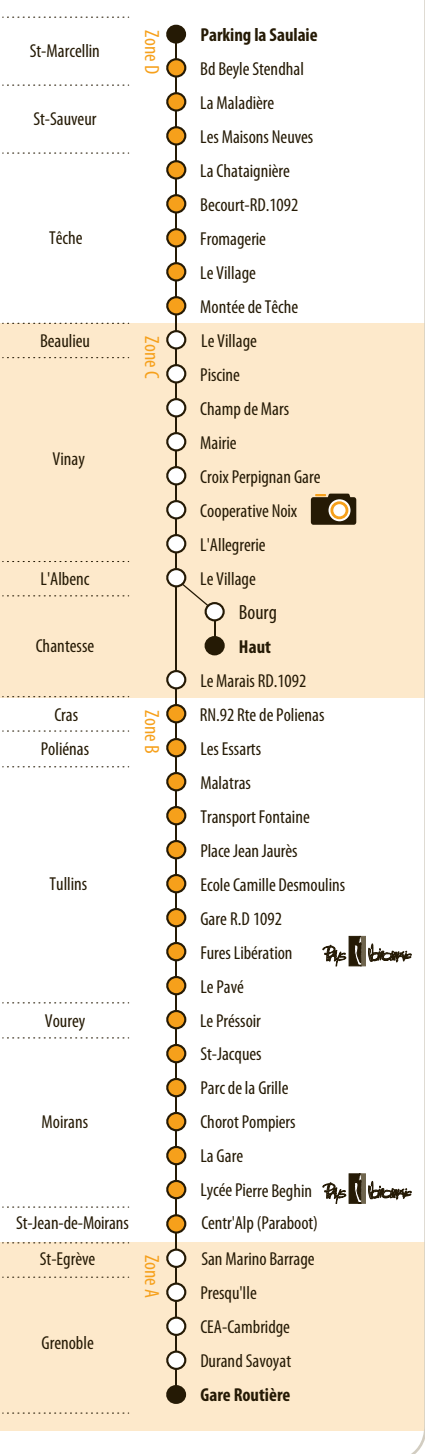 Zone D
St-Marcellin
Parking la Saulaie
Bd Beyle Stendhal
St-Sauveur
La Maladière
Les Maisons Neuves
Têche
La Chataignière
Becourt-RD.1092
Fromagerie
Le Village
Montée de Têche
Zone C
Beaulieu
Le Village
Vinay
Piscine
Champ de Mars
Mairie
Croix Perpignan Gare
Cooperative Noix
L'Allegrerie
L'Albenc
Le Village
Chantesse
Bourg
Haut
Le Marais RD.1092
Zone B
Cras
RN.92 Rte de Polienas
Poliénas
Les Essarts
Tullins
Malatras
Transport Fontaine
Place Jean Jaurès
Ecole Camille Desmoulins
Gare R.D 1092
Fures Libération
Pays Voironnais
Le Pavé
Vourey
Le Préssoir
Moirans
St-Jacques
Parc de la Grille
Chorot Pompiers
La Gare
Lycée Pierre Beghin
Pays Voironnais
St-Jean-de-Moirans
Centr'Alp (Paraboot)
Zone A
St-Egrève
San Marino Barrage
Grenoble
Presqu'Ile
CEA-Cambridge
Durand Savoyat
Gare Routière